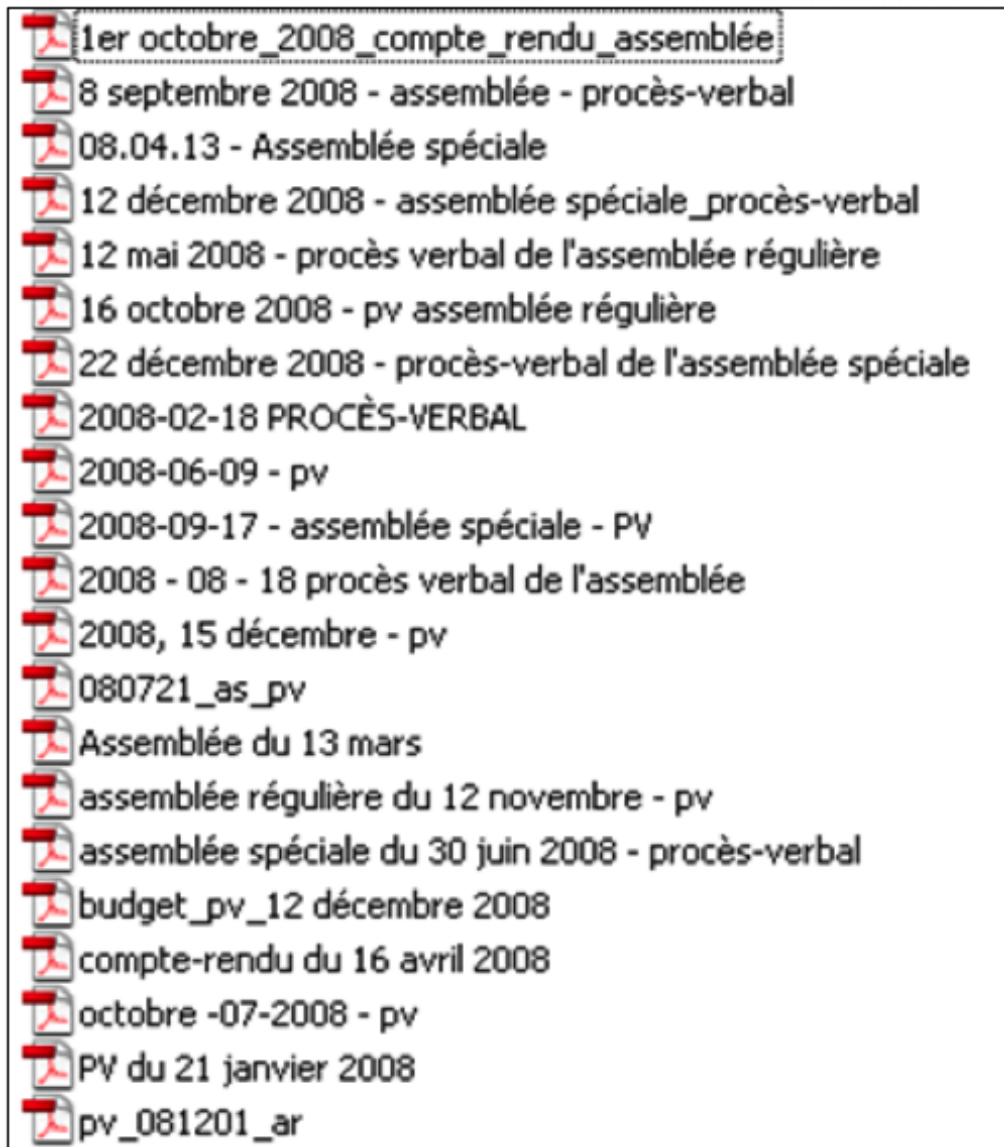 1er octobre_2008_compte_rendu_assemblée
8 septembre 2008 - assemblée - procès-verbal
08.04.13 - Assemblée spéciale
12 décembre 2008 - assemblée spéciale_procès-verbal
12 mai 2008 - procès verbal de l'assemblée régulière
16 octobre 2008 - pv assemblée régulière
22 décembre 2008 - procès-verbal de l'assemblée spéciale
2008-02-18 PROCÈS-VERBAL
2008-06-09 - pv
2008-09-17 - assemblée spéciale - PV
2008 - 08 - 18 procès verbal de l'assemblée
2008, 15 décembre - pv
080721_as_pv
Assemblée du 13 mars
assemblée régulière du 12 novembre - pv
assemblée spéciale du 30 juin 2008 - procès-verbal
budget_pv_12 décembre 2008
compte-rendu du 16 avril 2008
octobre -07-2008 - pv
PV du 21 janvier 2008
pv_081201_ar